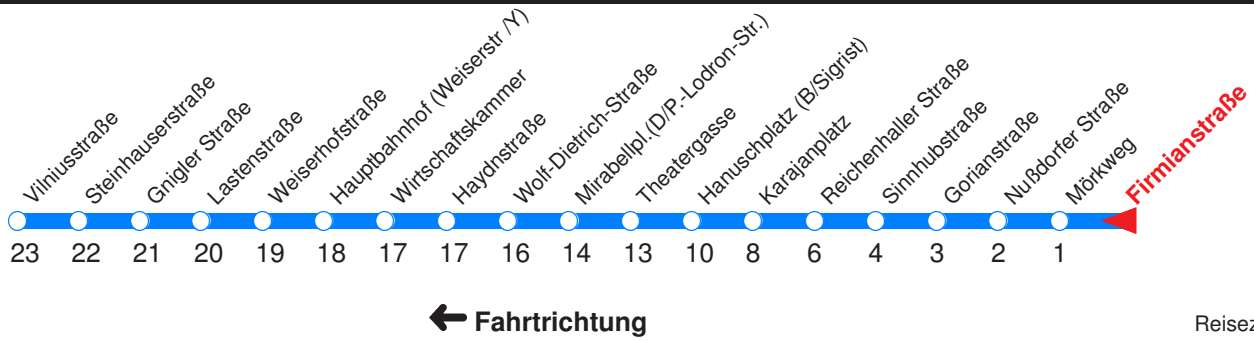 Vilniusstraße
Steinhauserstraße
Gnigler Straße
Lastenstraße
Weiserhofstraße
Hauptbahnhof (Weiserstr /Y)
Wirtschaftskammer
Haydnstraße
Wolf-Dietrich-Straße
Mirabellpl.(D/P.-Lodron-Str.)
Theatergasse
Hanuschplatz (B/Sigrist)
Karajanplatz
Reichenhaller Straße
Sinnhubstraße
Gorianstraße
Nußdorfer Straße
Mörkweg
Firmianstraße
23 22 21 20 19 18 17 17 16 14 13 10 8 6 4 3 2 1
Fahrtrichtung
Reisez